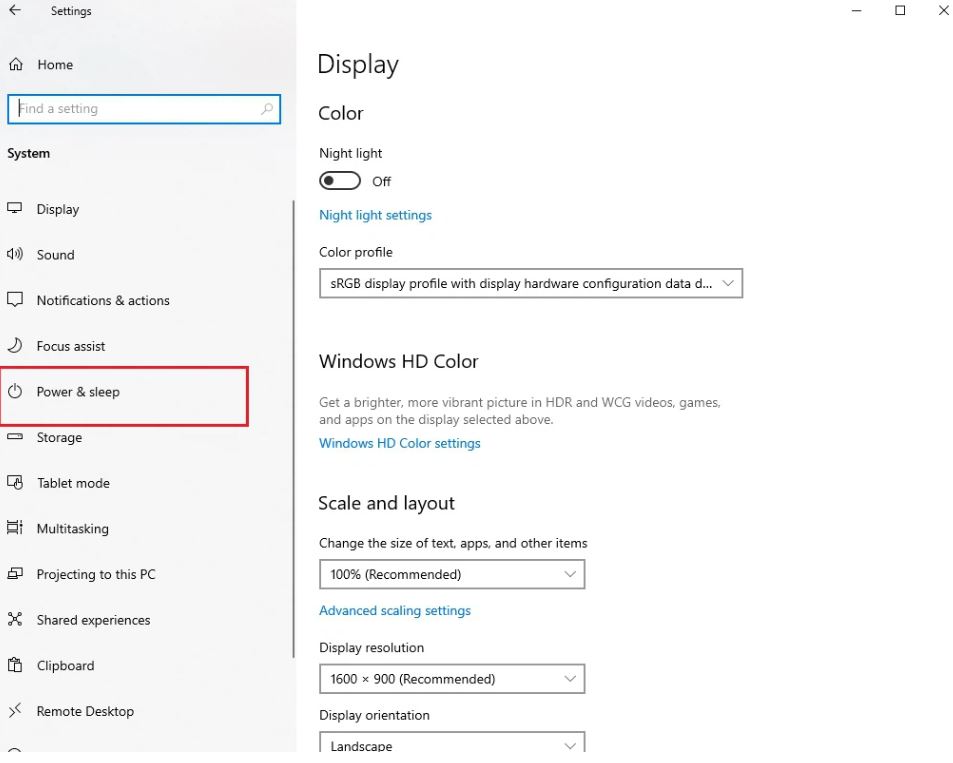 Settings
Home
Find a setting
System
Display
Sound
Notifications & actions
Focus assist
Power & sleep
Storage
Tablet mode
Multitasking
Projecting to this PC
Shared experiences
Clipboard
Remote Desktop
Display
Color
Night light
Off
Night light settings
Color profile
sRGB display profile with display hardware configuration data d...
Windows HD Color
Get a brighter, more vibrant picture in HDR and WCG videos, games,
and apps on the display selected above.
Windows HD Color settings
Scale and layout
Change the size of text, apps, and other items
100% (Recommended)
Advanced scaling settings
Display resolution
1600 × 900 (Recommended)
Display orientation
Landscape